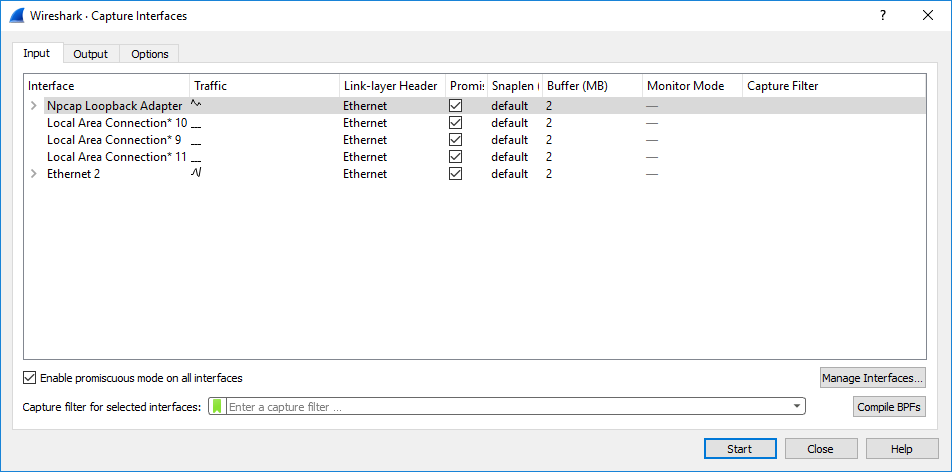 Wireshark · Capture Interfaces
?
Input Output Options
Interface Traffic Link-layer Header Promis Snaplen ( Buffer (MB) Monitor Mode Capture Filter
Npcap Loopback Adapter Ethernet default 2 —
Local Area Connection* 10 Ethernet default 2 —
Local Area Connection* 9 Ethernet default 2 —
Local Area Connection* 11 Ethernet default 2 —
Ethernet 2 Ethernet default 2 —
Enable promiscuous mode on all interfaces Manage Interfaces...
Capture filter for selected interfaces: Enter a capture filter ... Compile BPFs
Start Close Help